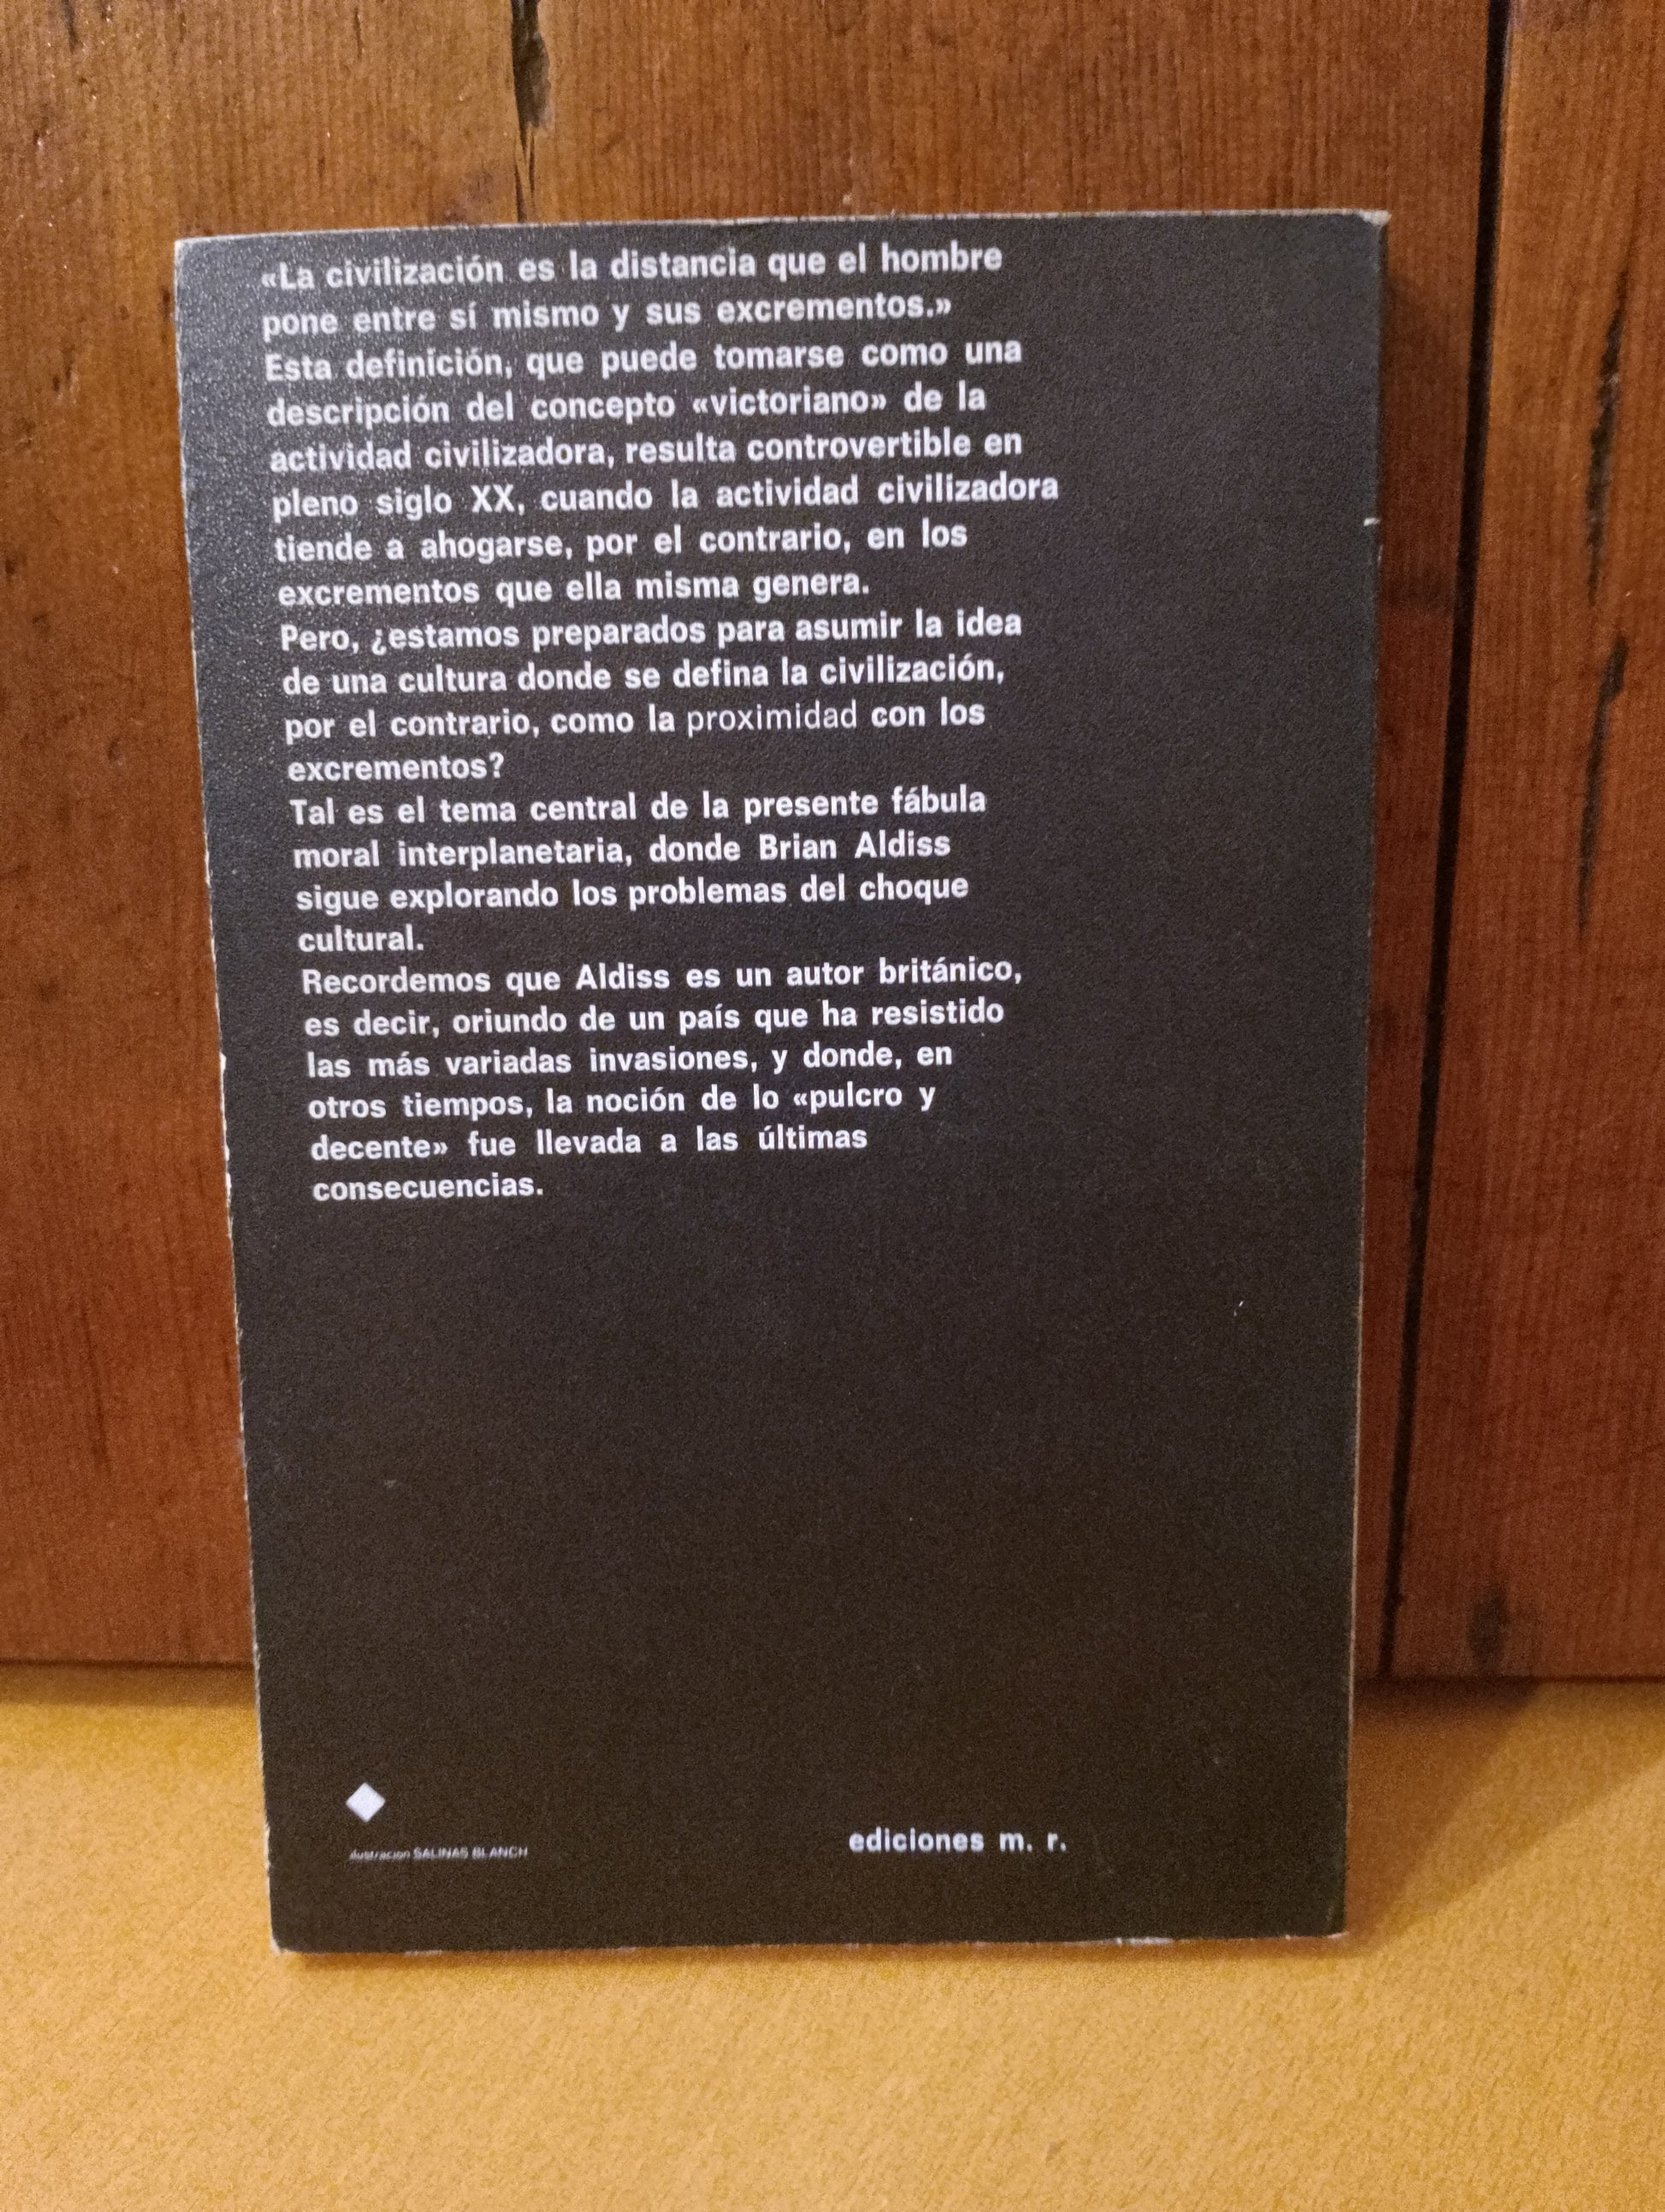 «La civilización es la distancia que el hombre
pone entre sí mismo y sus excrementos.»
Esta definición, que puede tomarse como una
descripción del concepto «victoriano» de la
actividad civilizadora, resulta controvertible en
pleno siglo XX, cuando la actividad civilizadora
tiende a ahogarse, por el contrario, en los
excrementos que ella misma genera.
Pero, ¿estamos preparados para asumir la idea
de una cultura donde se defina la civilización,
por el contrario, como la proximidad con los
excrementos?
Tal es el tema central de la presente fábula
moral interplanetaria, donde Brian Aldiss
sigue explorando los problemas del choque
cultural.
Recordemos que Aldiss es un autor británico,
es decir, oriundo de un país que ha resistido
las más variadas invasiones, y donde, en
otros tiempos, la noción de lo «pulcro y
decente» fue llevada a las últimas
consecuencias.
ilustracion SALINAS BLANCH
ediciones m. r.